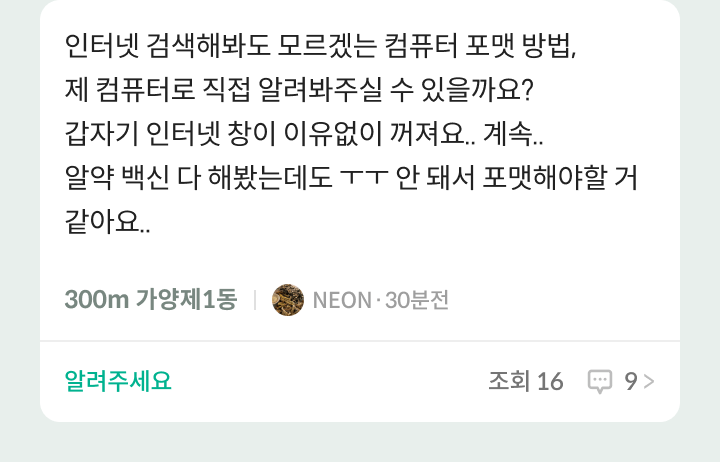 인터넷 검색해봐도 모르겠는 컴퓨터 포맷 방법,
제 컴퓨터로 직접 알려봐주실 수 있을까요?
갑자기 인터넷 창이 이유없이 꺼져요.. 계속..
알약 백신 다 해봤는데도 ㅜㅜ 안 돼서 포맷해야할 거
같아요..
300m 가양제1동 | NEON · 30분전
알려주세요 조회 16 9 >